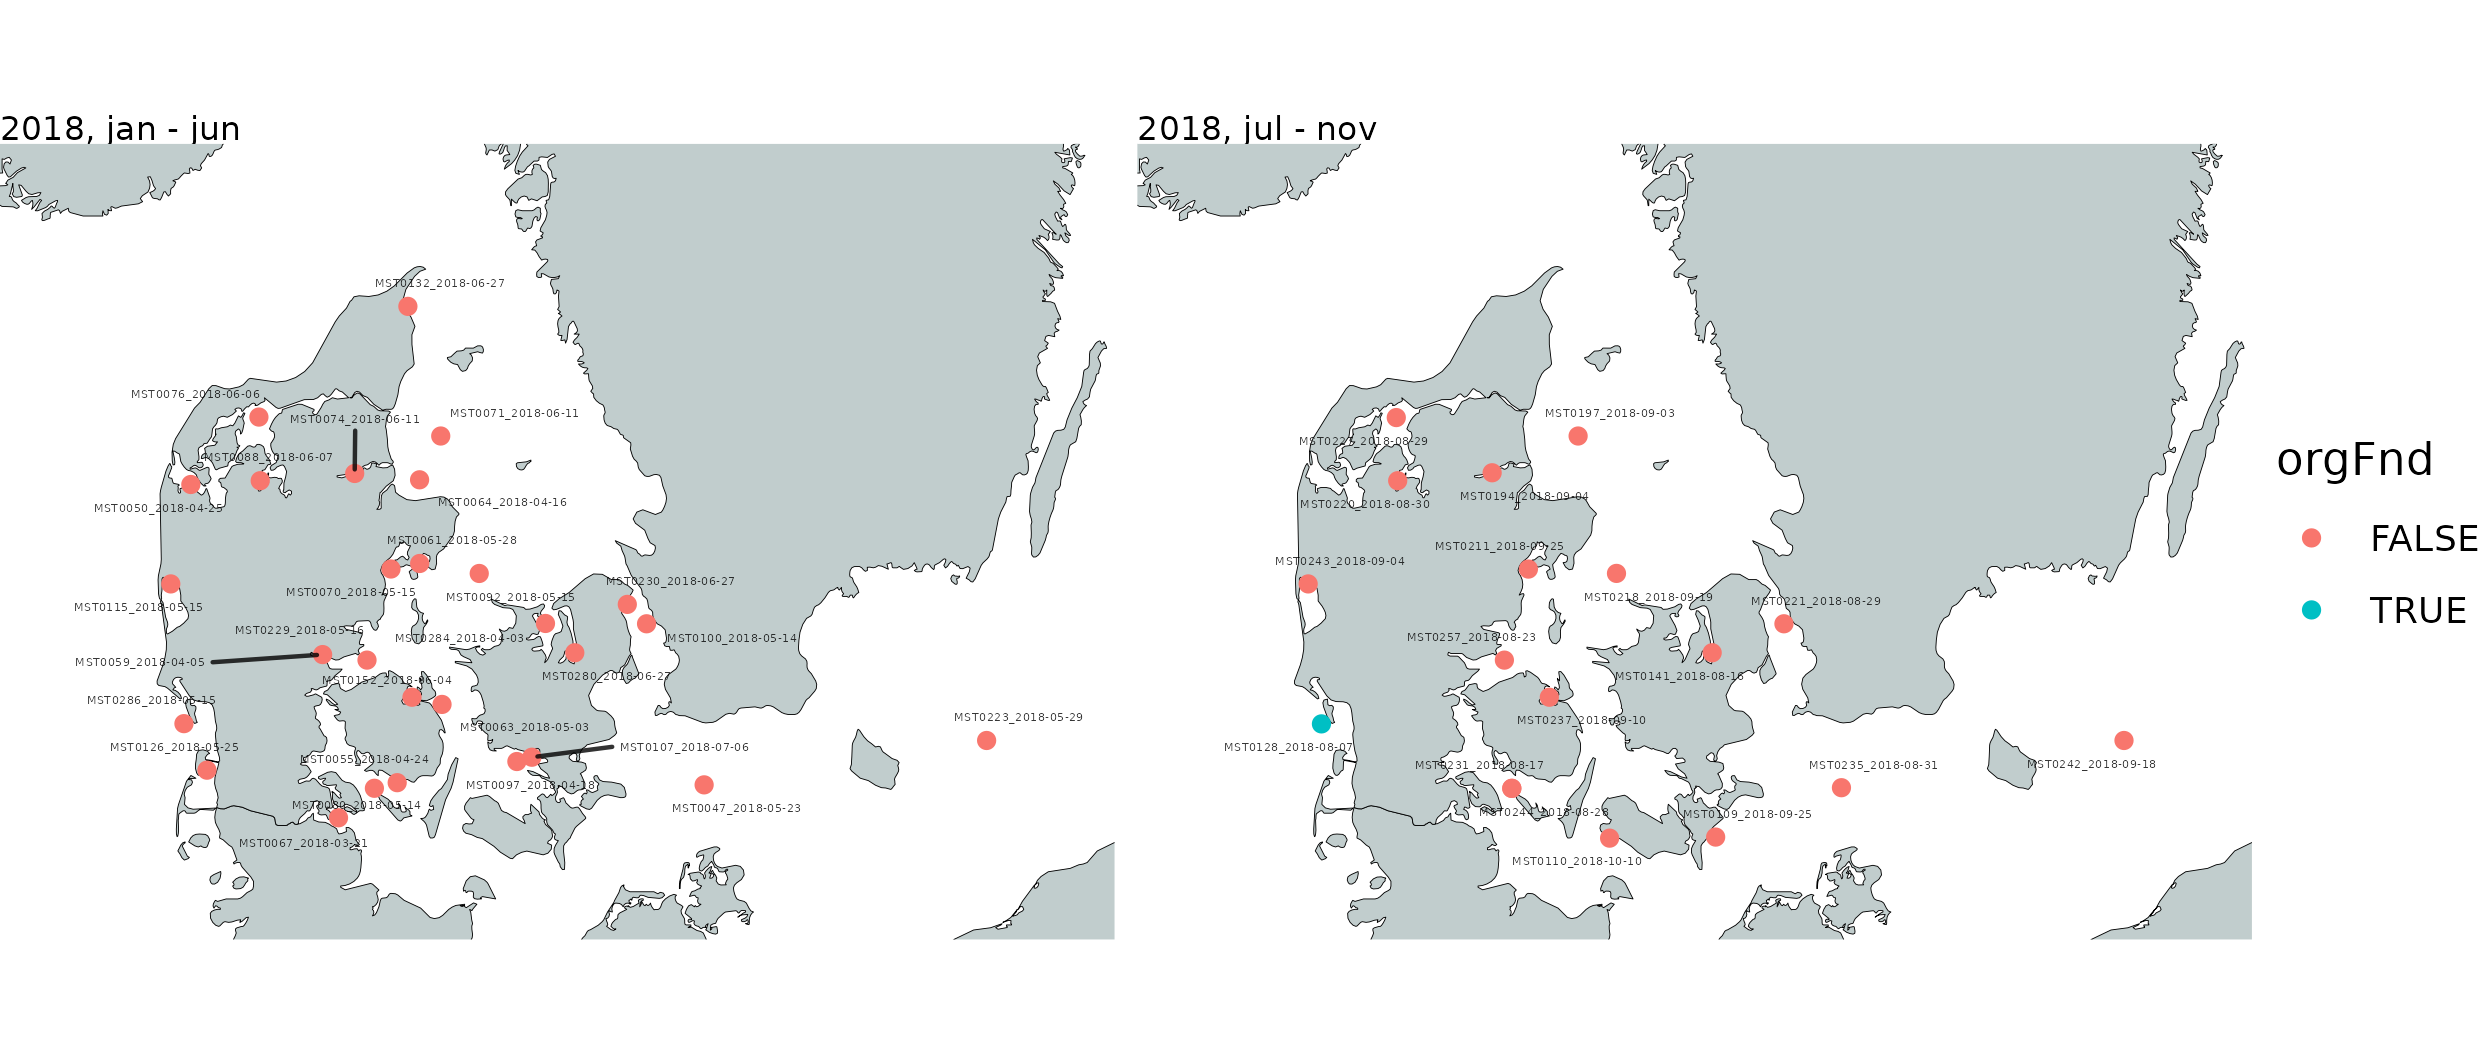 2018, jan - jun
MST0132_2018-06-27
MST0076_2018-06-06
MST0071_2018-06-11
MST0074_2018-06-11
MST0088_2018-06-07
MST0064_2018-04-16
MST0050_2018-04-25
MST0061_2018-05-28
MST0230_2018-06-27
MST0070_2018-05-15
MST0092_2018-05-15
MST0115_2018-05-15
MST0229_2018-05-16
MST0284_2018-04-03
MST0100_2018-05-14
MST0059_2018-04-05
MST0280_2018-06-27
MST0152_2018-06-04
MST0286_2018-05-15
MST0223_2018-05-29
MST0063_2018-05-03
MST0126_2018-05-25
MST0107_2018-07-06
MST0055_2018-04-24
MST0097_2018-04-18
MST0080_2018-05-14
MST0047_2018-05-23
MST0067_2018-03-21
2018, jul - nov
MST0197_2018-09-03
MST0227_2018-08-29
MST0194_2018-09-04
MST0220_2018-08-30
MST0211_2018-09-25
MST0243_2018-09-04
MST0218_2018-09-19
MST0221_2018-08-29
MST0257_2018-08-23
MST0141_2018-08-16
MST0237_2018-09-10
MST0128_2018-08-07
MST0231_2018-08-17
MST0235_2018-08-31
MST0242_2018-09-18
MST0244_2018-08-28
MST0109_2018-09-25
MST0110_2018-10-10
orgFnd
FALSE
TRUE